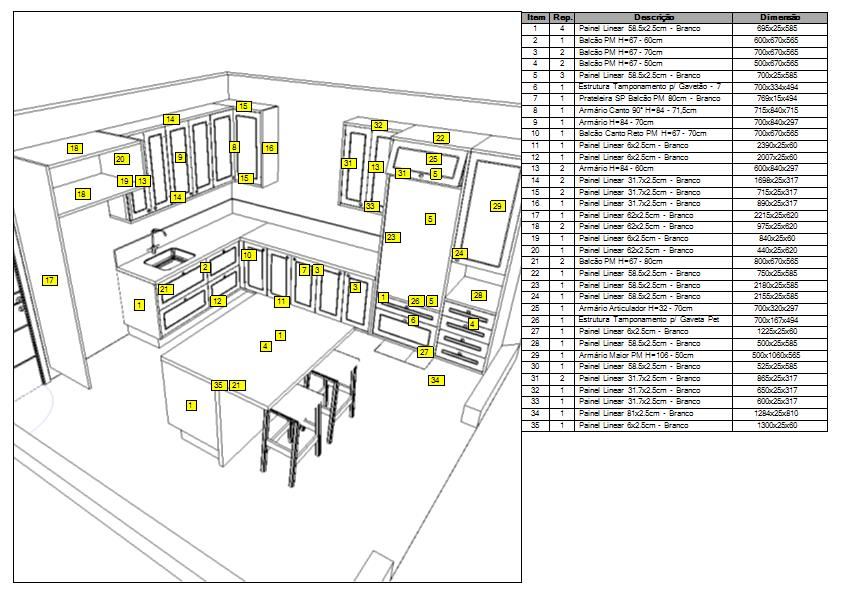 Item Rep. Descrição Dimensão
1 4 Painel Linear 58.5x2.5cm - Branco 695x25x585
2 1 Balcão PM H=67 - 60cm 600x670x565
3 2 Balcão PM H=67 - 70cm 700x670x565
4 2 Balcão PM H=67 - 50cm 500x670x565
5 3 Painel Linear 58.5x2.5cm - Branco 700x25x585
6 1 Estrutura Tamponamento p/ Gavetão - 7 700x334x494
7 1 Prateleira SP Balcão PM 80cm - Branco 769x15x494
8 1 Armário Canto 90° H=84 - 71,5cm 715x840x715
9 1 Armário H=84 - 70cm 700x840x297
10 1 Balcão Canto Reto PM H=67 - 70cm 700x670x565
11 1 Painel Linear 6x2.5cm - Branco 2390x25x60
12 1 Painel Linear 6x2.5cm - Branco 2007x25x60
13 2 Armário H=84 - 60cm 600x840x297
14 2 Painel Linear 31.7x2.5cm - Branco 1698x25x317
15 2 Painel Linear 31.7x2.5cm - Branco 715x25x317
16 1 Painel Linear 31.7x2.5cm - Branco 890x25x317
17 1 Painel Linear 62x2.5cm - Branco 2215x25x620
18 2 Painel Linear 62x2.5cm - Branco 975x25x620
19 1 Painel Linear 6x2.5cm - Branco 840x25x60
20 1 Painel Linear 62x2.5cm - Branco 440x25x620
21 2 Balcão PM H=67 - 80cm 800x670x565
22 1 Painel Linear 58.5x2.5cm - Branco 750x25x585
23 1 Painel Linear 58.5x2.5cm - Branco 2180x25x585
24 1 Painel Linear 58.5x2.5cm - Branco 2155x25x585
25 1 Armário Articulador H=32 - 70cm 700x320x297
26 1 Estrutura Tamponamento p/ Gaveta Pet 700x167x494
27 1 Painel Linear 6x2.5cm - Branco 1225x25x60
28 1 Painel Linear 58.5x2.5cm - Branco 500x25x585
29 1 Armário Maior PM H=106 - 50cm 500x1060x565
30 1 Painel Linear 58.5x2.5cm - Branco 525x25x585
31 2 Painel Linear 31.7x2.5cm - Branco 865x25x317
32 1 Painel Linear 31.7x2.5cm - Branco 650x25x317
33 1 Painel Linear 31.7x2.5cm - Branco 600x25x317
34 1 Painel Linear 81x2.5cm - Branco 1284x25x810
35 1 Painel Linear 6x2.5cm - Branco 1300x25x60
15
14
32
22
18
20
9
8
16
31
13
25
31
5
18
19
13
14
15
33
29
5
23
24
10
2
7
3
17
21
12
11
3
1
26
5
28
1
6
4
1
4
27
35
21
34
1